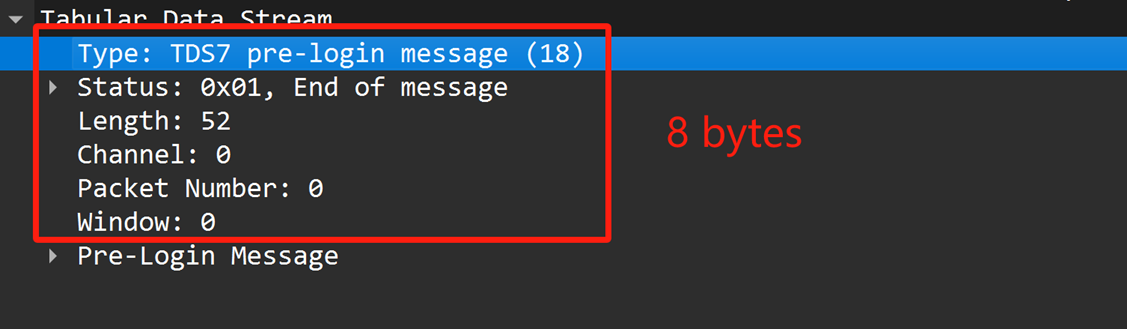 Tabular Data Stream
Type: TDS7 pre-login message (18)
Status: 0x01, End of message
Length: 52
Channel: 0
Packet Number: 0
Window: 0
Pre-Login Message
8 bytes